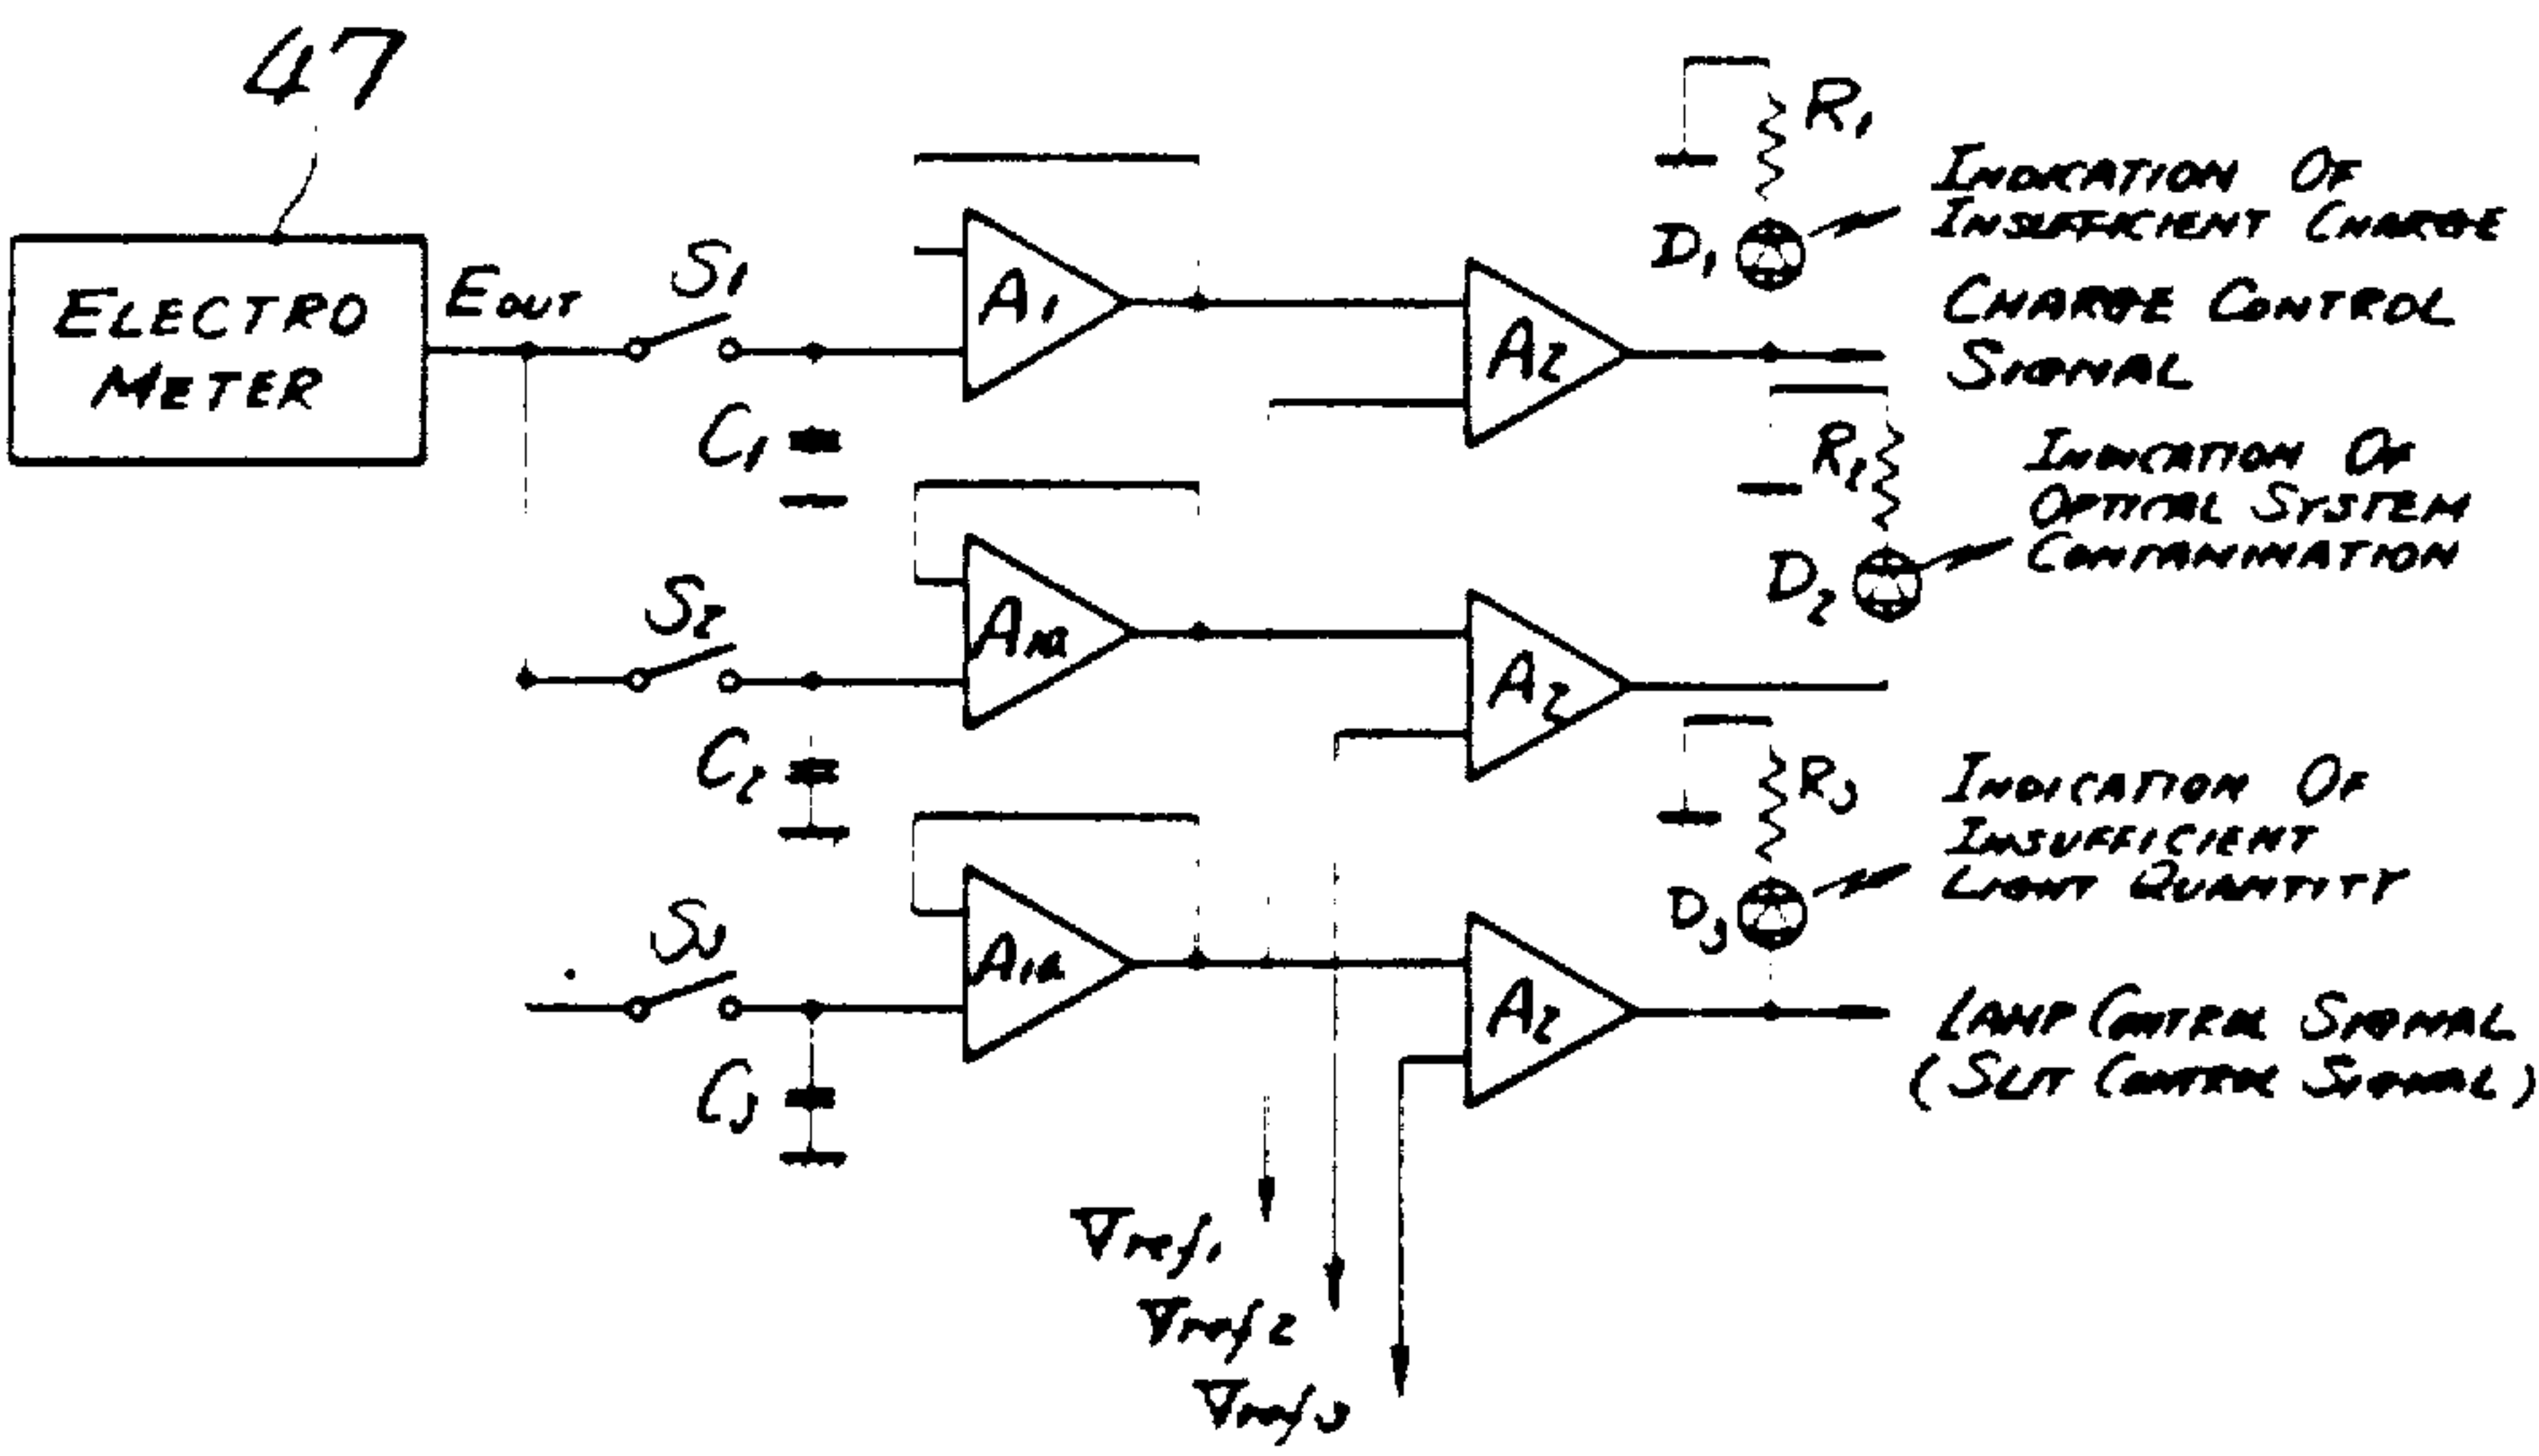 47
ELECTRO
METER
EOUT
S1
C1
A1
A2
R1
D1
INDICATION OF
INSUFFICIENT CHARGE
CHARGE CONTROL
SIGNAL
S2
C2
A1a
A2
R2
D2
INDICATION OF
OPTICAL SYSTEM
CONTAMINATION
S3
C3
A1a
A2
R3
D3
INDICATION OF
INSUFFICIENT
LIGHT QUANTITY
LAMP CONTROL SIGNAL
(SLIT CONTROL SIGNAL)
Vref1
Vref2
Vref3